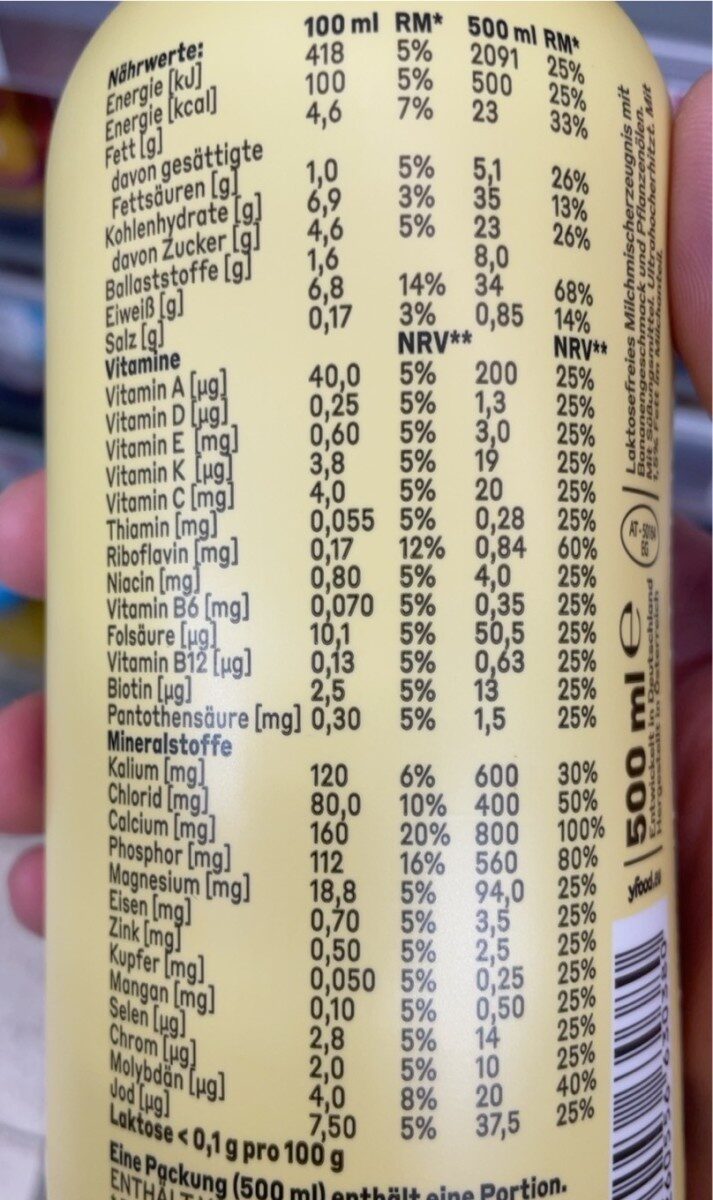 100 ml RM* 500 ml RM*
Nährwerte:
Energie [kJ] 418 5% 2091 25%
Energie [kcal] 100 5% 500 25%
Fett [g] 4,6 7% 23 33%
davon gesättigte
Fettsäuren [g] 1,0 5% 5,1 26%
Kohlenhydrate [g] 6,9 3% 35 13%
davon Zucker [g] 4,6 5% 23 26%
Ballaststoffe [g] 1,6 8,0
Eiweiß [g] 6,8 14% 34 68%
Salz [g] 0,17 3% 0,85 14%
Vitamine NRV** NRV**
Vitamin A [µg] 40,0 5% 200 25%
Vitamin D [µg] 0,25 5% 1,3 25%
Vitamin E [mg] 0,60 5% 3,0 25%
Vitamin K [µg] 3,8 5% 19 25%
Vitamin C [mg] 4,0 5% 20 25%
Thiamin [mg] 0,055 5% 0,28 25%
Riboflavin [mg] 0,17 12% 0,84 60%
Niacin [mg] 0,80 5% 4,0 25%
Vitamin B6 [mg] 0,070 5% 0,35 25%
Folsäure [µg] 10,1 5% 50,5 25%
Vitamin B12 [µg] 0,13 5% 0,63 25%
Biotin [µg] 2,5 5% 13 25%
Pantothensäure [mg] 0,30 5% 1,5 25%
Mineralstoffe
Kalium [mg] 120 6% 600 30%
Chlorid [mg] 80,0 10% 400 50%
Calcium [mg] 160 20% 800 100%
Phosphor [mg] 112 16% 560 80%
Magnesium [mg] 18,8 5% 94,0 25%
Eisen [mg] 0,70 5% 3,5 25%
Zink [mg] 0,50 5% 2,5 25%
Kupfer [mg] 0,050 5% 0,25 25%
Mangan [mg] 0,10 5% 0,50 25%
Selen [µg] 2,8 5% 14 25%
Chrom [µg] 2,0 5% 10 25%
Molybdän [µg] 4,0 8% 20 40%
Jod [µg] 7,50 5% 37,5 25%
Laktose < 0,1 g pro 100 g
Eine Packung (500 ml) enthält eine Portion.
Laktosefreies Milchmischerzeugnis mit
Bananengeschmack und Pflanzenölen.
Mit Süßungsmittel. Ultrahocherhitzt. Mit
1,5% Fett im Milchanteil.
500 ml e
Entwickelt in Deutschland
Hergestellt in Österreich